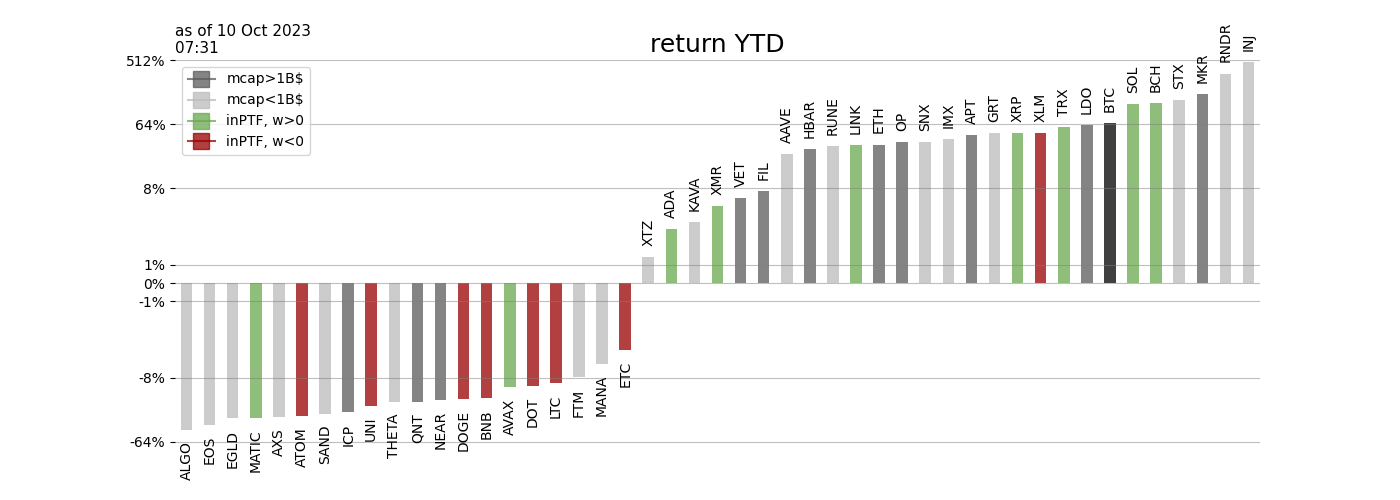 as of 10 Oct 2023
07:31
return YTD
512%
64%
8%
1%
0%
-1%
-8%
-64%
mcap>1B$
mcap<1B$
inPTF, w>0
inPTF, w<0
ALGO
EOS
EGLD
MATIC
AXS
ATOM
SAND
ICP
UNI
THETA
QNT
NEAR
DOGE
BNB
AVAX
DOT
LTC
FTM
MANA
ETC
XTZ
ADA
KAVA
XMR
VET
FIL
AAVE
HBAR
RUNE
LINK
ETH
OP
SNX
IMX
APT
GRT
XRP
XLM
TRX
LDO
BTC
SOL
BCH
STX
MKR
RNDR
INJ